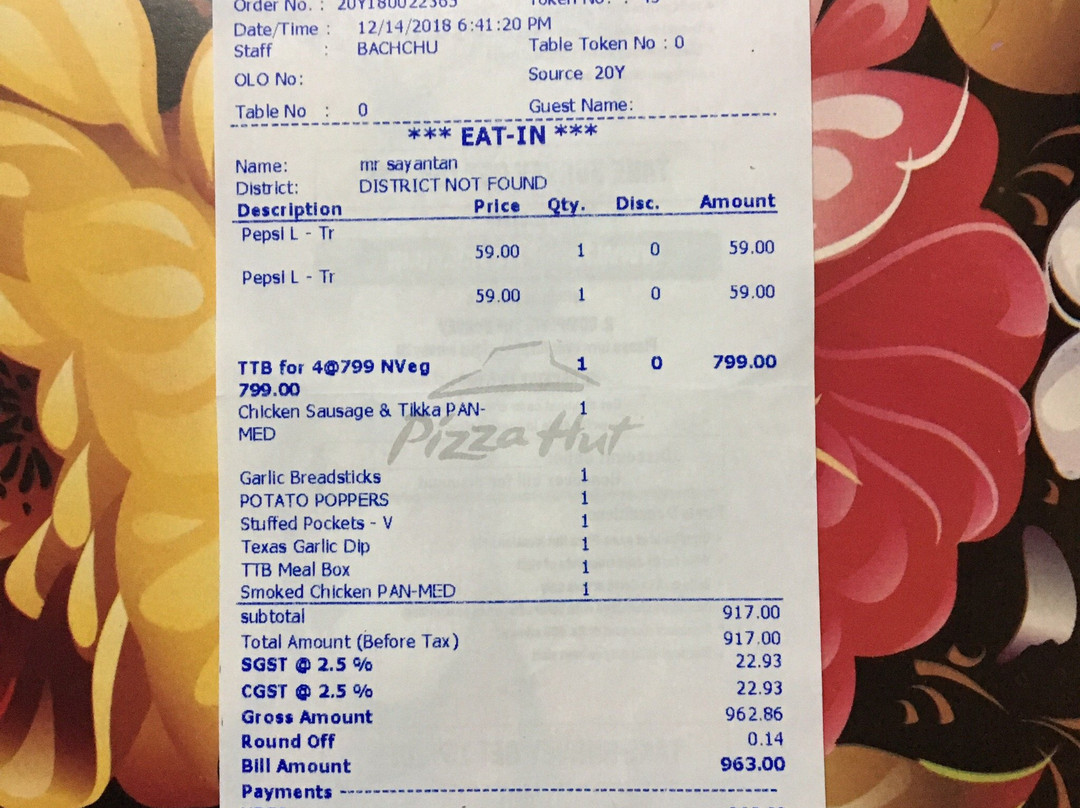 Order No. : 20Y180022365
Date/Time : 12/14/2018 6:41:20 PM
Staff : BACHCHU Table Token No : 0
OLO No: Source 20Y
Table No : 0 Guest Name:
*** EAT-IN ***
Name: mr sayantan
District: DISTRICT NOT FOUND
Description Price Qty. Disc. Amount
Pepsi L - Tr
59.00 1 0 59.00
Pepsi L - Tr
59.00 1 0 59.00
TTB for 4@799 NVeg 1 0 799.00
799.00
Chicken Sausage & Tikka PAN- 1
MED
Pizza Hut
Garlic Breadsticks 1
POTATO POPPERS 1
Stuffed Pockets - V 1
Texas Garlic Dip 1
TTB Meal Box 1
Smoked Chicken PAN-MED 1
subtotal 917.00
Total Amount (Before Tax) 917.00
SGST @ 2.5 % 22.93
CGST @ 2.5 % 22.93
Gross Amount 962.86
Round Off 0.14
Bill Amount 963.00
Payments